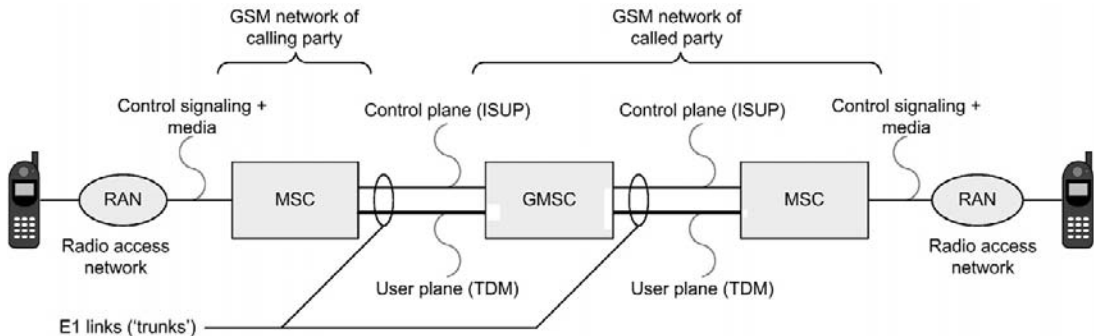 GSM network of
calling party
GSM network of
called party
Control signaling +
media
Control plane (ISUP)
Control plane (ISUP)
Control signaling +
media
RAN
MSC
GMSC
MSC
RAN
Radio access
network
User plane (TDM)
User plane (TDM)
Radio access
network
E1 links (‘trunks’)